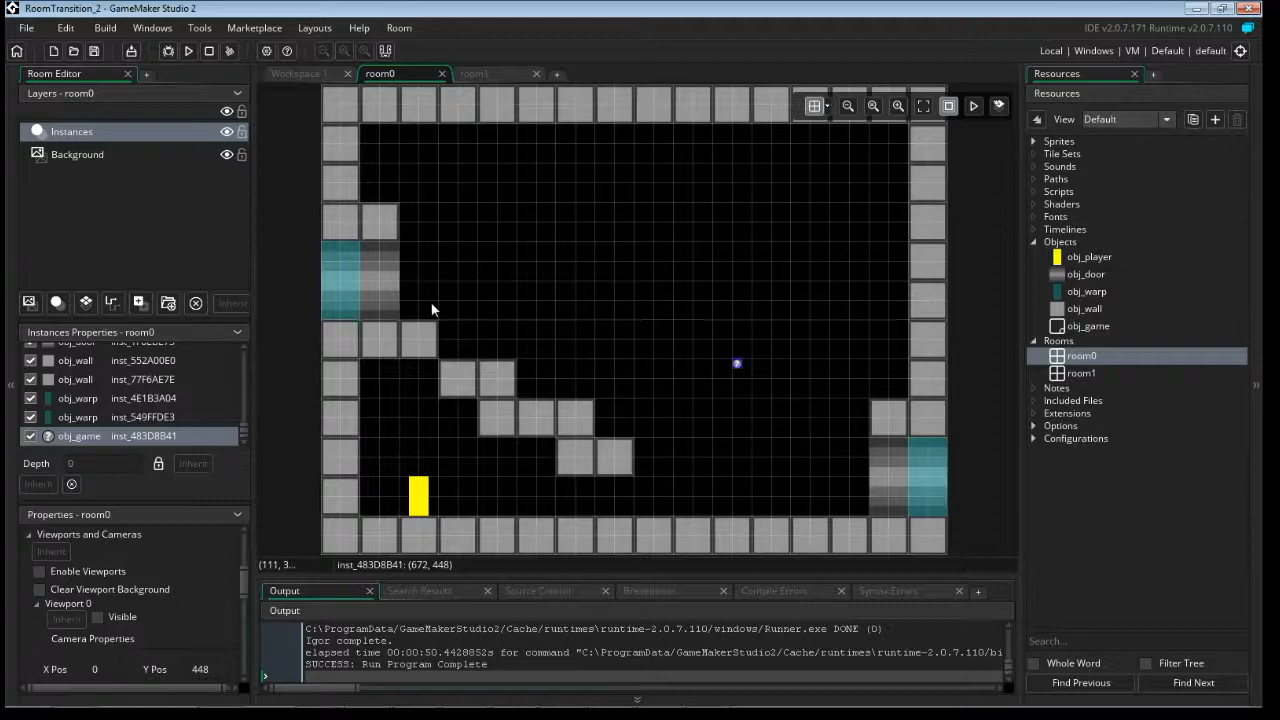 RoomTransition_2 - GameMaker Studio 2
File Edit Build Windows Tools Marketplace Layouts Help Room
IDE v2.0.7.171 Runtime v2.0.7.110
Local | Windows | VM | Default | default
Room Editor
Workspace 1
room0
room1
Resources
Layers - room0
Resources
View Default
Instances
Background
Sprites
Tile Sets
Sounds
Paths
Scripts
Shaders
Fonts
Timelines
Objects
obj_player
obj_door
obj_warp
obj_wall
obj_game
Rooms
room0
room1
Notes
Included Files
Extensions
Options
Configurations
Inherit
Instances Properties - room0
obj_wall inst_552A00E0
obj_wall inst_77F6AE7E
obj_warp inst_4E1B3A04
obj_warp inst_549FFDE3
obj_game inst_483D8B41
Depth 0 Inherit
Inherit
Properties - room0
Viewports and Cameras
Inherit
Enable Viewports
Clear Viewport Background
Viewport 0
Inherit Visible
Camera Properties
X Pos 0 Y Pos 448
(111, 3... inst_483D8B41: (672, 448)
Output Search Results Source Control Breakpoints Compile Errors Syntax Errors
Output
C:\ProgramData/GameMakerStudio2/Cache/runtimes\runtime-2.0.7.110/windows/Runner.exe DONE (0)
Igor complete.
elapsed time 00:00:50.4428852s for command "C:\ProgramData/GameMakerStudio2/Cache/runtimes\runtime-2.0.7.110/bi
SUCCESS: Run Program Complete
Search...
Whole Word Filter Tree
Find Previous Find Next